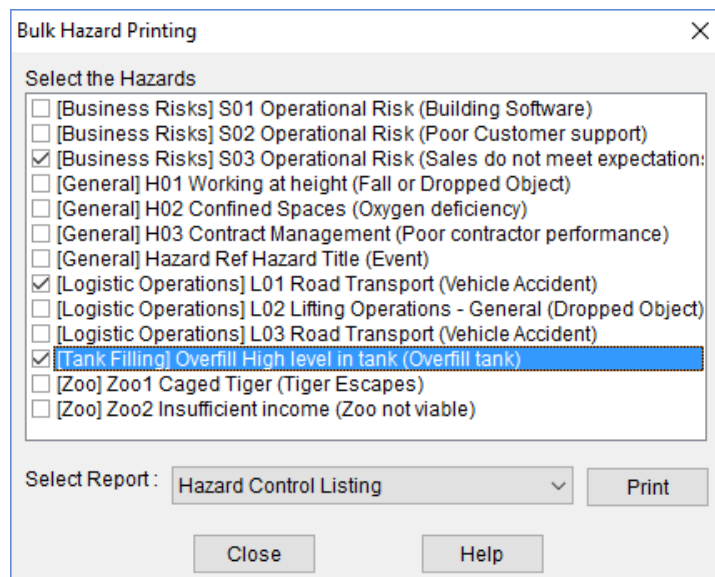 Bulk Hazard Printing
Select the Hazards
[Business Risks] S01 Operational Risk (Building Software)
[Business Risks] S02 Operational Risk (Poor Customer support)
[Business Risks] S03 Operational Risk (Sales do not meet expectations
[General] H01 Working at height (Fall or Dropped Object)
[General] H02 Confined Spaces (Oxygen deficiency)
[General] H03 Contract Management (Poor contractor performance)
[General] Hazard Ref Hazard Title (Event)
[Logistic Operations] L01 Road Transport (Vehicle Accident)
[Logistic Operations] L02 Lifting Operations - General (Dropped Object)
[Logistic Operations] L03 Road Transport (Vehicle Accident)
[Tank Filling] Overfill High level in tank (Overfill tank)
[Zoo] Zoo1 Caged Tiger (Tiger Escapes)
[Zoo] Zoo2 Insufficient income (Zoo not viable)
Select Report : Hazard Control Listing Print
Close Help